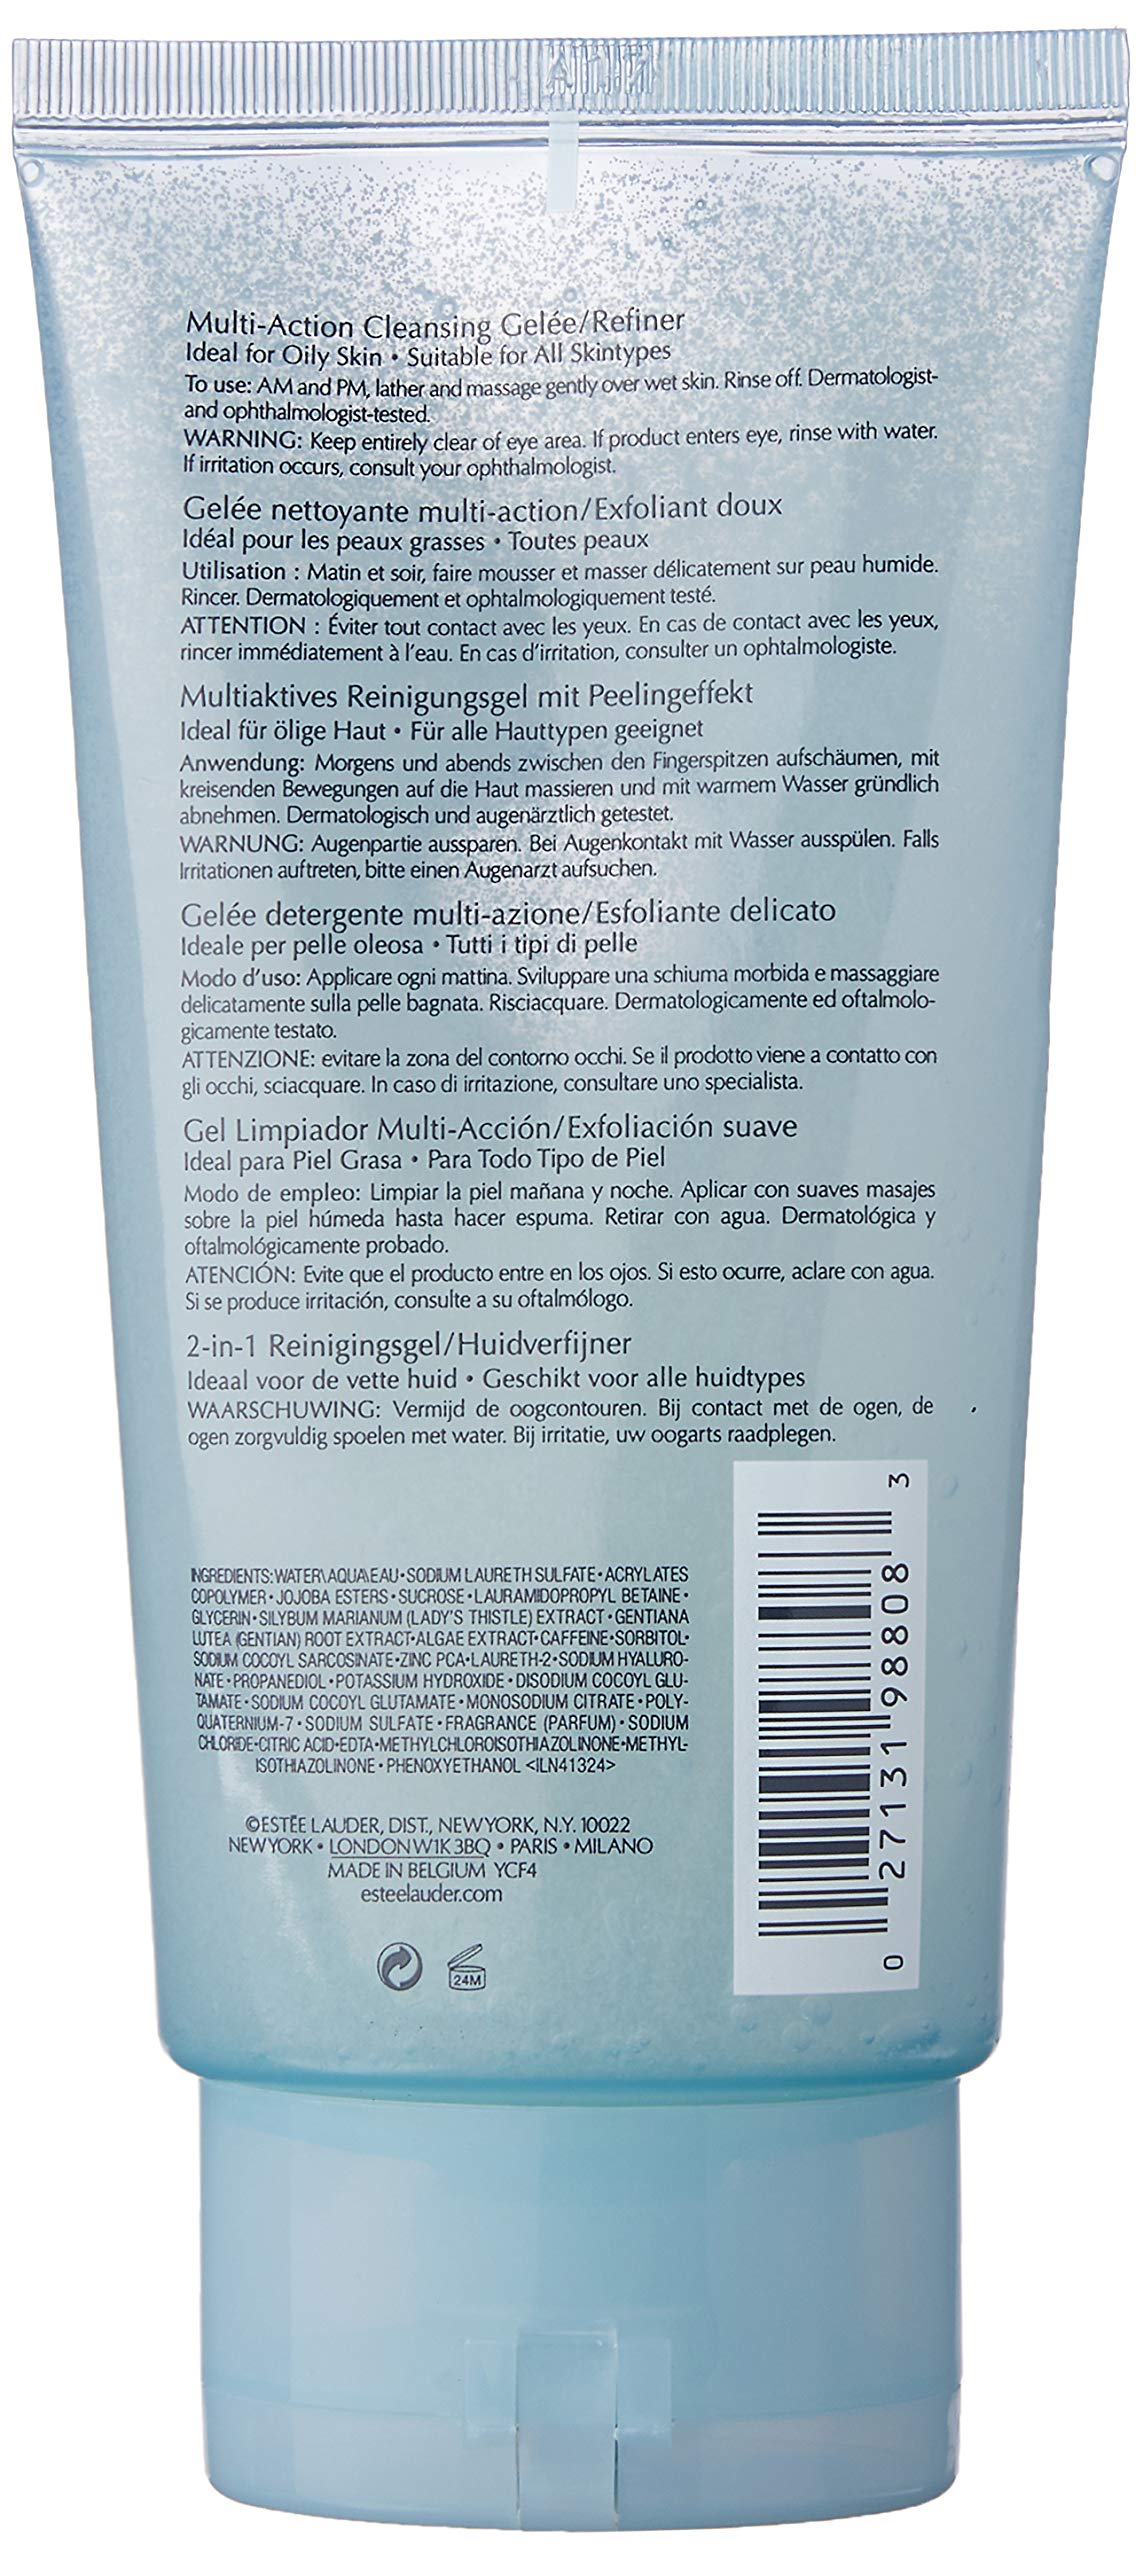 Multi-Action Cleansing Gelée/Refiner
Ideal for Oily Skin • Suitable for All Skintypes
To use: AM and PM, lather and massage gently over wet skin. Rinse off. Dermatologist-
and ophthalmologist-tested.
WARNING: Keep entirely clear of eye area. If product enters eye, rinse with water.
If irritation occurs, consult your ophthalmologist.
Gelée nettoyante multi-action/Exfoliant doux
Idéal pour les peaux grasses • Toutes peaux
Utilisation : Matin et soir, faire mousser et masser délicatement sur peau humide.
Rincer. Dermatologiquement et ophtalmologiquement testé.
ATTENTION : Éviter tout contact avec les yeux. En cas de contact avec les yeux,
rincer immédiatement à l'eau. En cas d'irritation, consulter un ophtalmologiste.
Multiaktives Reinigungsgel mit Peelingeffekt
Ideal für ölige Haut • Für alle Hauttypen geeignet
Anwendung: Morgens und abends zwischen den Fingerspitzen aufschäumen, mit
kreisenden Bewegungen auf die Haut massieren und mit warmem Wasser gründlich
abnehmen. Dermatologisch und augenärztlich getestet.
WARNUNG: Augenpartie aussparen. Bei Augenkontakt mit Wasser ausspülen. Falls
Irritationen auftreten, bitte einen Augenarzt aufsuchen.
Gelée detergente multi-azione/Esfoliante delicato
Ideale per pelle oleosa • Tutti i tipi di pelle
Modo d'uso: Applicare ogni mattina. Sviluppare una schiuma morbida e massaggiare
delicatamente sulla pelle bagnata. Risciacquare. Dermatologicamente ed oftalmolo-
gicamente testato.
ATTENZIONE: evitare la zona del contorno occhi. Se il prodotto viene a contatto con
gli occhi, sciacquare. In caso di irritazione, consultare uno specialista.
Gel Limpiador Multi-Acción/Exfoliación suave
Ideal para Piel Grasa • Para Todo Tipo de Piel
Modo de empleo: Limpiar la piel mañana y noche. Aplicar con suaves masajes
sobre la piel húmeda hasta hacer espuma. Retirar con agua. Dermatológica y
oftalmológicamente probado.
ATENCIÓN: Evite que el producto entre en los ojos. Si esto ocurre, aclare con agua.
Si se produce irritación, consulte a su oftalmólogo.
2-in-1 Reinigingsgel/Huidverfijner
Ideaal voor de vette huid • Geschikt voor alle huidtypes
WAARSCHUWING: Vermijd de oogcontouren. Bij contact met de ogen, de
ogen zorgvuldig spoelen met water. Bij irritatie, uw oogarts raadplegen.
INGREDIENTS: WATER\AQUA\EAU • SODIUM LAURETH SULFATE • ACRYLATES
COPOLYMER • JOJOBA ESTERS • SUCROSE • LAURAMIDOPROPYL BETAINE •
GLYCERIN • SILYBUM MARIANUM (LADY'S THISTLE) EXTRACT • GENTIANA
LUTEA (GENTIAN) ROOT EXTRACT • ALGAE EXTRACT • CAFFEINE • SORBITOL •
SODIUM COCOYL SARCOSINATE • ZINC PCA • LAURETH-2 • SODIUM HYALURO-
NATE • PROPANEDIOL • POTASSIUM HYDROXIDE • DISODIUM COCOYL GLU-
TAMATE • SODIUM COCOYL GLUTAMATE • MONOSODIUM CITRATE • POLY-
QUATERNIUM-7 • SODIUM SULFATE • FRAGRANCE (PARFUM) • SODIUM
CHLORIDE • CITRIC ACID • EDTA • METHYLCHLOROISOTHIAZOLINONE • METHYL-
ISOTHIAZOLINONE • PHENOXYETHANOL <ILN41324>
©ESTÉE LAUDER, DIST., NEW YORK, N.Y. 10022
NEW YORK • LONDON W1K 3BQ • PARIS • MILANO
MADE IN BELGIUM YCF4
esteelauder.com
24M
0 27131 98808 3